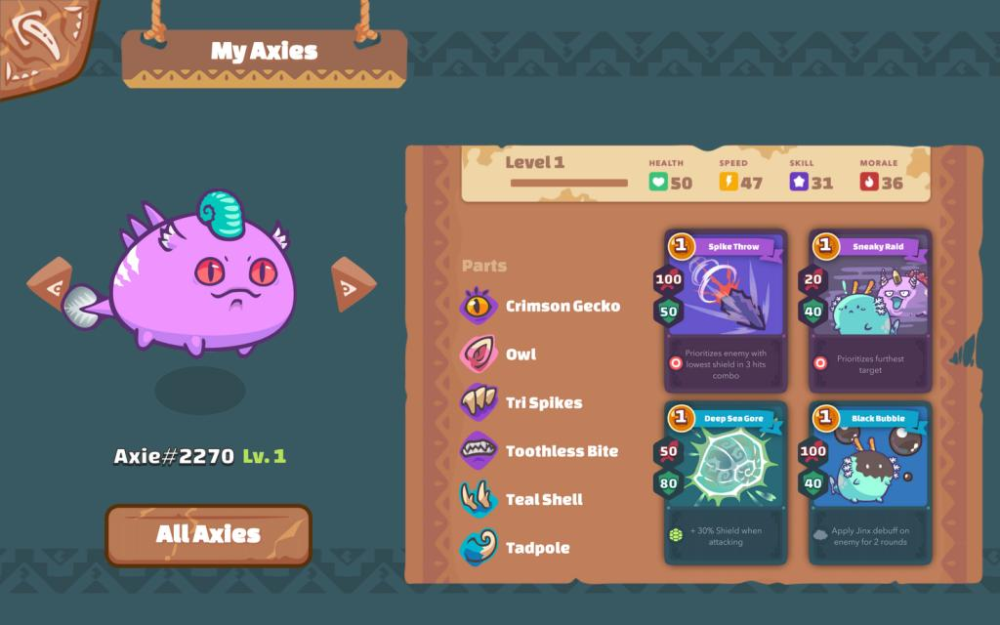 My Axies
Level 1
HEALTH
50
SPEED
47
SKILL
31
MORALE
36
Parts
Crimson Gecko
Owl
Tri Spikes
Toothless Bite
Teal Shell
Tadpole
1
Spike Throw
100
50
Prioritizes enemy with
lowest shield in 3 hits
combo
1
Sneaky Raid
20
40
Prioritizes furthest
target
1
Deep Sea Gore
50
80
+ 30% Shield when
attacking
1
Black Bubble
100
40
Apply Jinx debuff on
enemy for 2 rounds
Axie#2270 Lv. 1
All Axies